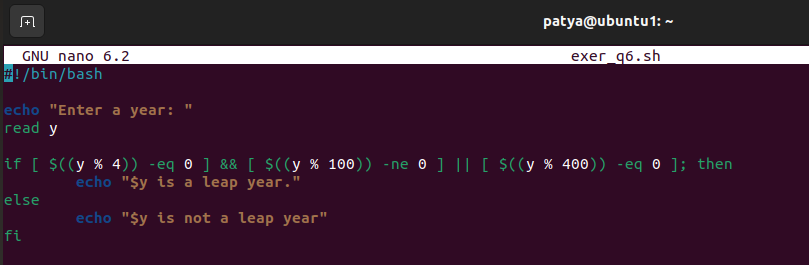 patya@ubuntu1: ~
GNU nano 6.2 exer_q6.sh
#!/bin/bash
echo "Enter a year: "
read y
if [ $((y % 4)) -eq 0 ] && [ $((y % 100)) -ne 0 ] || [ $((y % 400)) -eq 0 ]; then
echo "$y is a leap year."
else
echo "$y is not a leap year"
fi